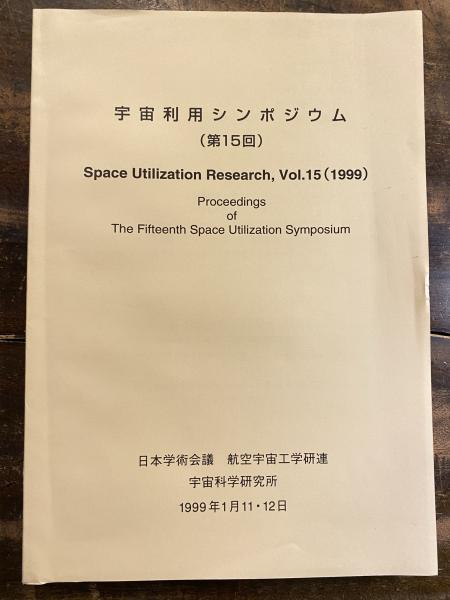 宇宙利用シンポジウム
(第15回)
Space Utilization Research, Vol.15(1999)
Proceedings
of
The Fifteenth Space Utilization Symposium
日本学術会議 航空宇宙工学研連
宇宙科学研究所
1999年1月11・12日